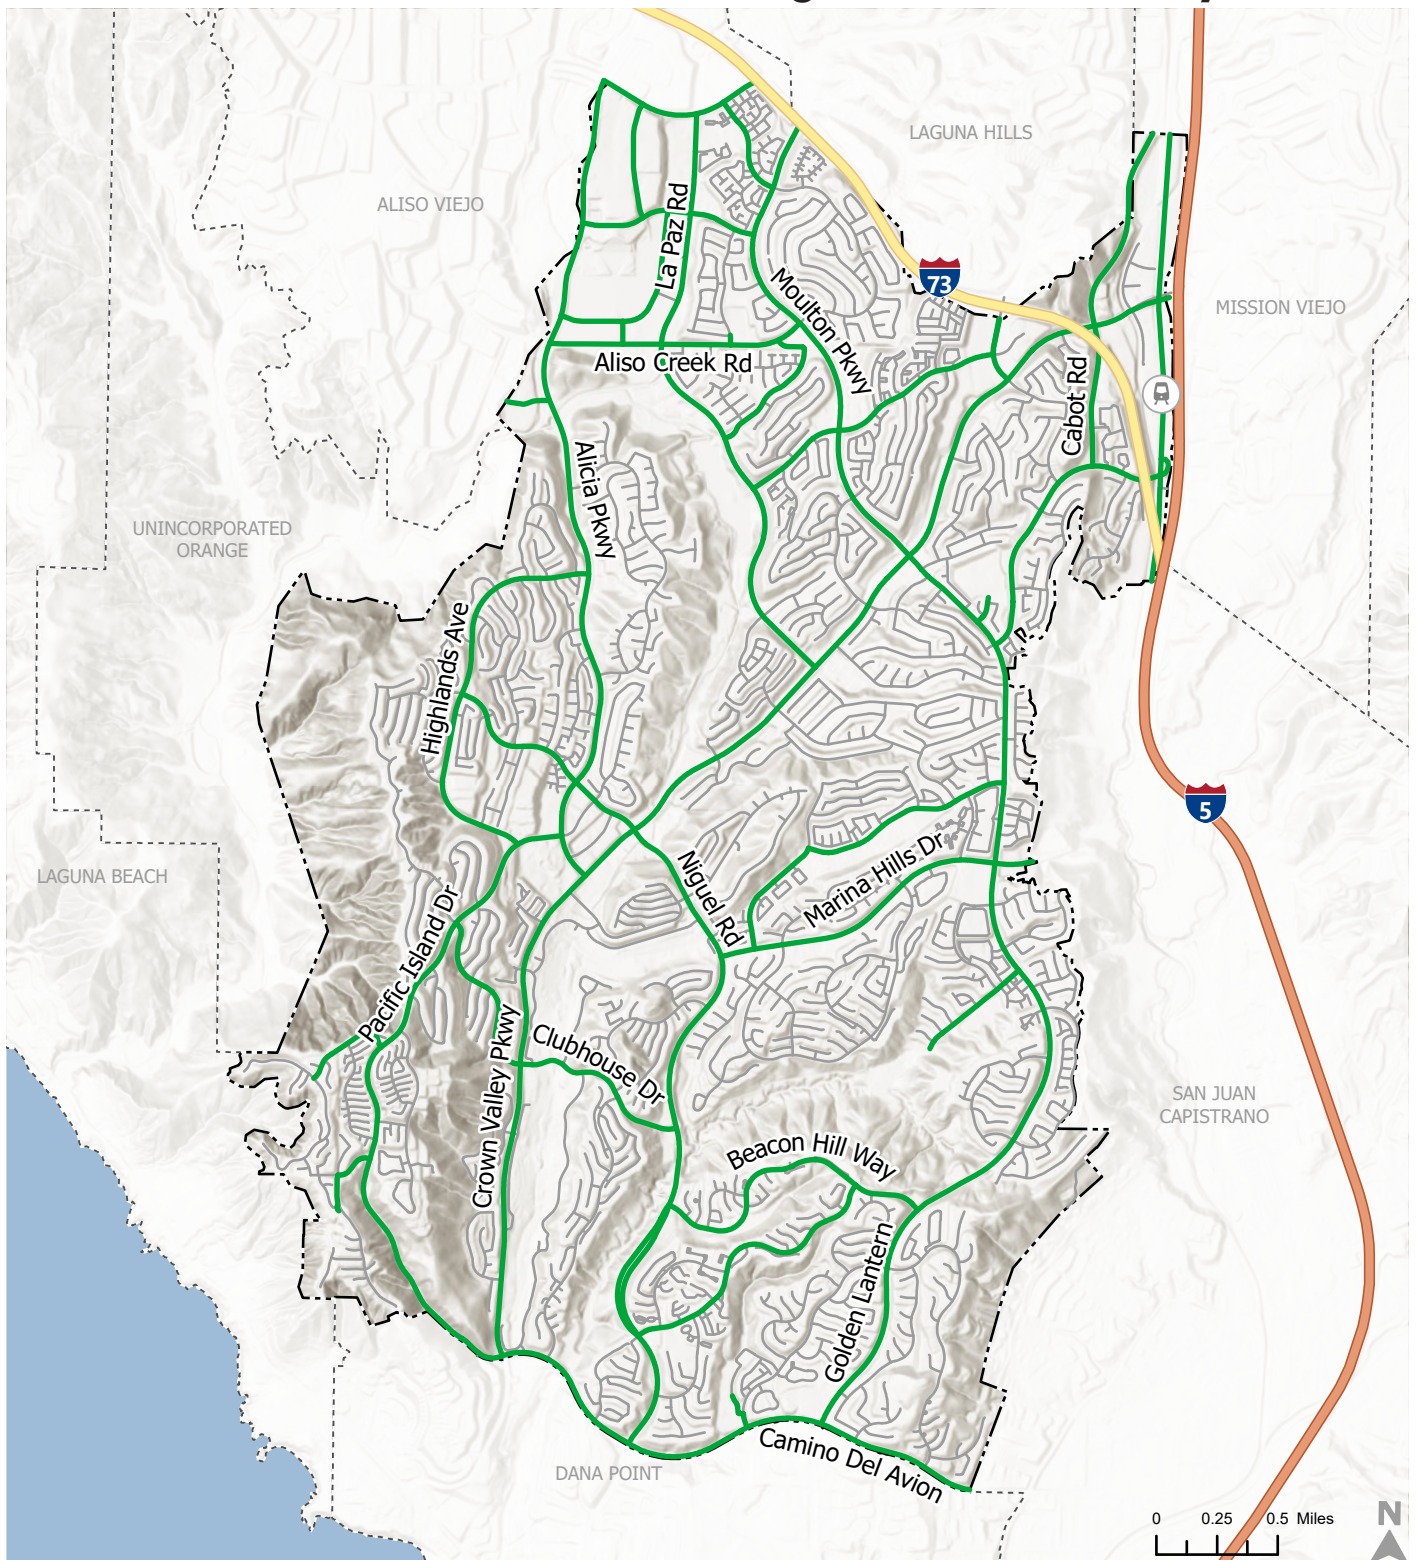 LAGUNA HILLS
ALISO VIEJO
La Paz Rd
73
Moulton Pkwy
MISSION VIEJO
Aliso Creek Rd
Cabot Rd
Alicia Pkwy
UNINCORPORATED
ORANGE
Highlands Ave
5
LAGUNA BEACH
Niguel Rd
Marina Hills Dr
Pacific Island Dr
Crown Valley Pkwy
Clubhouse Dr
SAN JUAN
CAPISTRANO
Beacon Hill Way
Golden Lantern
Camino Del Avion
DANA POINT
N
0 0.25 0.5 Miles